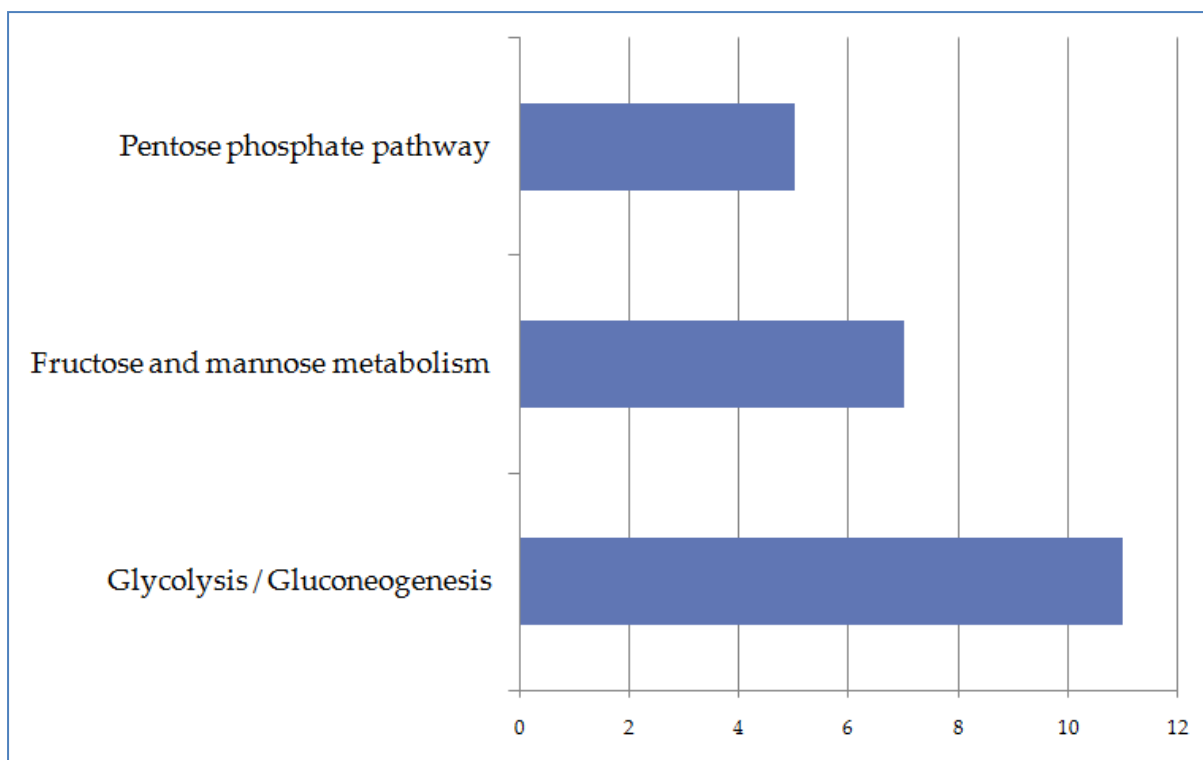 Pentose phosphate pathway
Fructose and mannose metabolism
Glycolysis / Gluconeogenesis
0 2 4 6 8 10 12